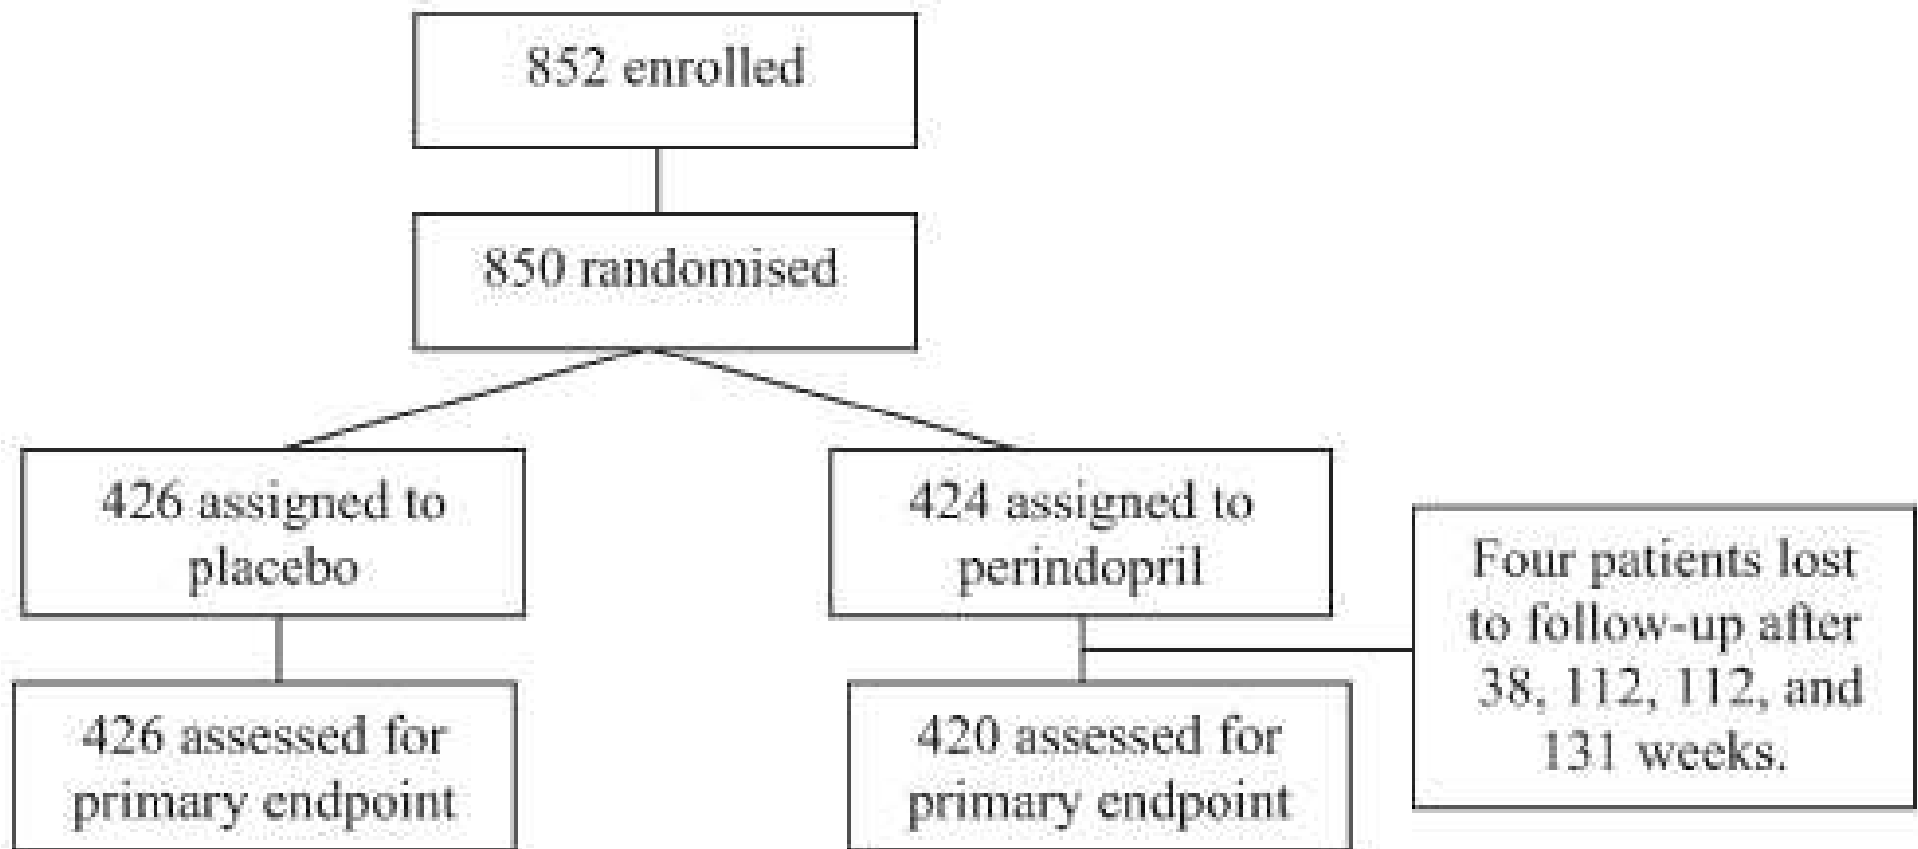 852 enrolled
850 randomised
426 assigned to
placebo
424 assigned to
perindopril
Four patients lost
to follow-up after
38, 112, 112, and
131 weeks.
426 assessed for
primary endpoint
420 assessed for
primary endpoint